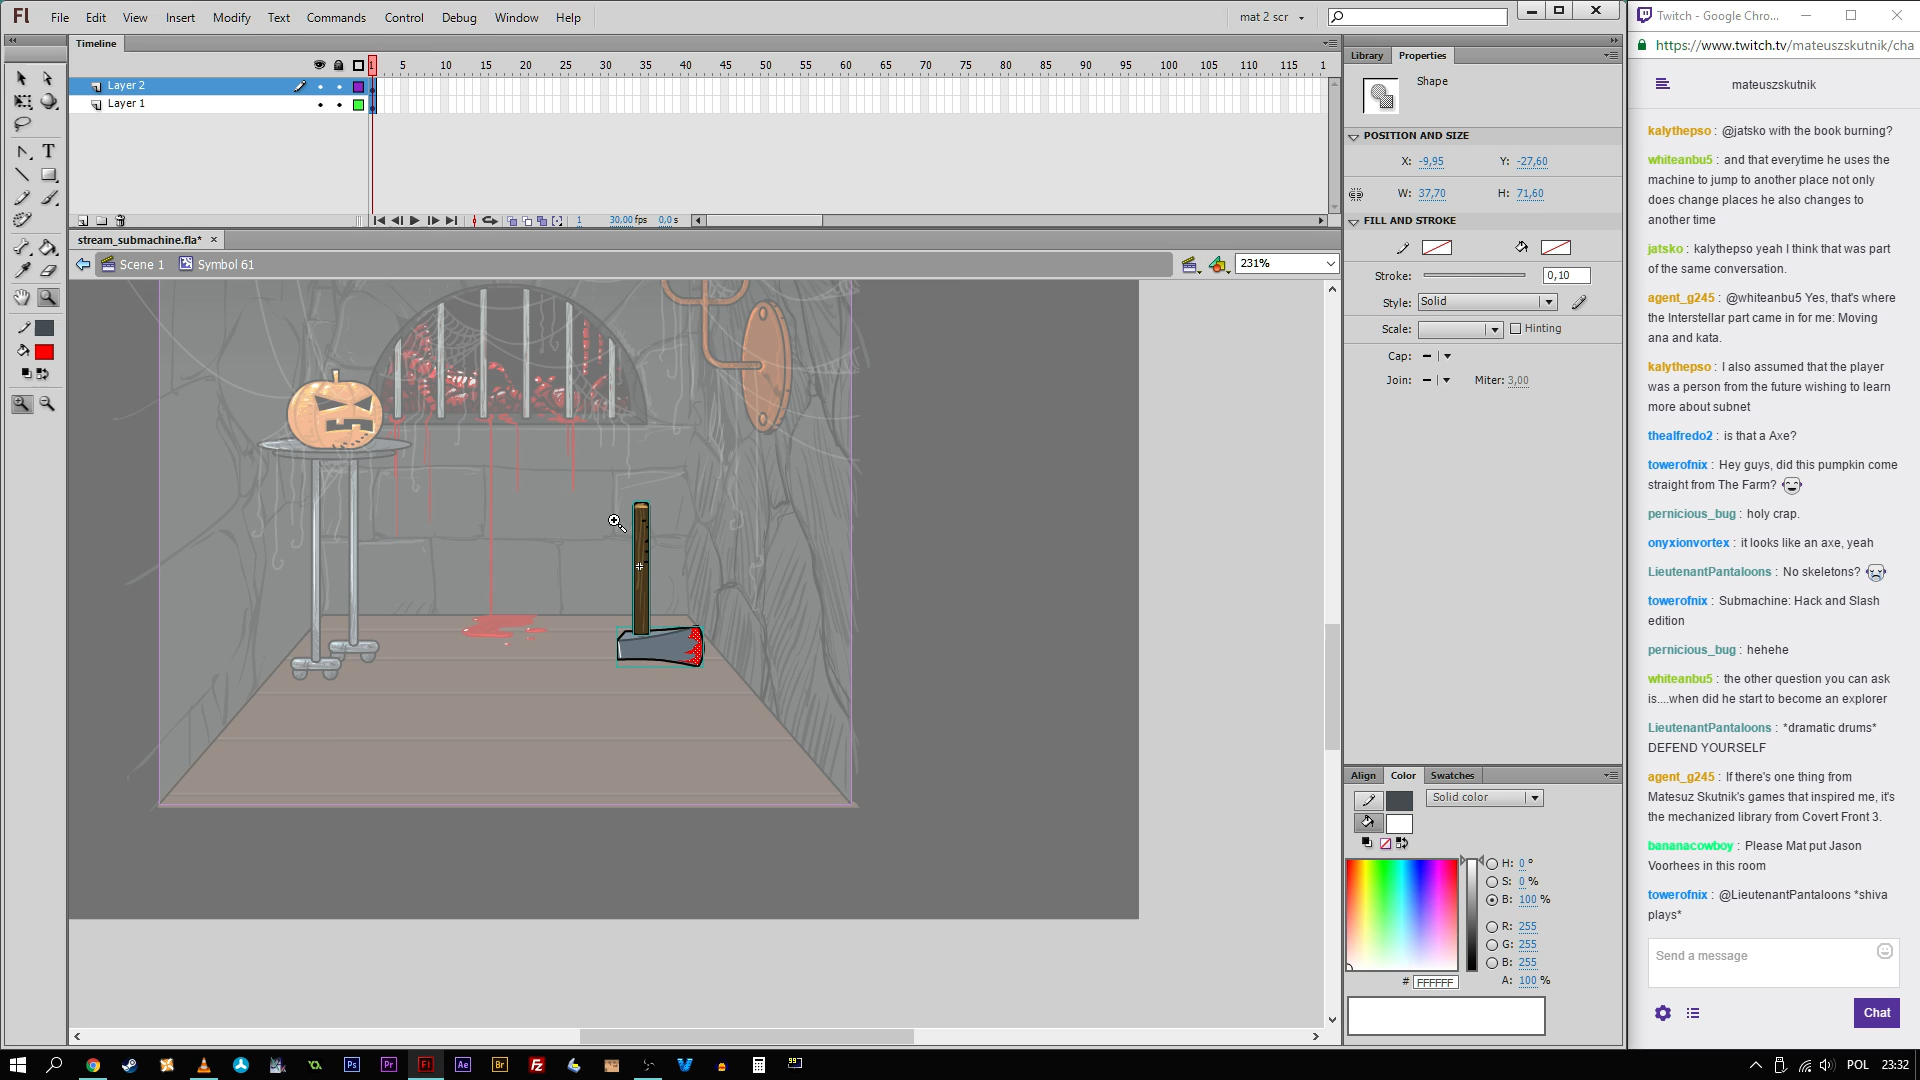 Fl File Edit View Insert Modify Text Commands Control Debug Window Help mat 2 scr
Timeline
1 5 10 15 20 25 30 35 40 45 50 55 60 65 70 75 80 85 90 95 100 105 110 115 1
Layer 2
Layer 1
1 30,00 fps 0,0 s
stream_submachine.fla* ×
Scene 1 Symbol 61 231%
Library Properties
Shape
POSITION AND SIZE
X: -9,95 Y: -27,60
W: 37,70 H: 71,60
FILL AND STROKE
Stroke: 0,10
Style: Solid
Scale: Hinting
Cap:
Join: Miter: 3,00
Align Color Swatches
Solid color
H: 0 °
S: 0 %
B: 100 %
R: 255
G: 255
B: 255
# FFFFFF A: 100 %
Twitch - Google Chro...
https://www.twitch.tv/mateuszskutnik/cha
mateuszskutnik
kalythepso : @jatsko with the book burning?
whiteanbu5 : and that everytime he uses the
machine to jump to another place not only
does change places he also changes to
another time
jatsko : kalythepso yeah I think that was part
of the same conversation.
agent_g245 : @whiteanbu5 Yes, that's where
the Interstellar part came in for me: Moving
ana and kata.
kalythepso : I also assumed that the player
was a person from the future wishing to learn
more about subnet
thealfredo2 : is that a Axe?
towerofnix : Hey guys, did this pumpkin come
straight from The Farm?
pernicious_bug : holy crap.
onyxionvortex : it looks like an axe, yeah
LieutenantPantaloons : No skeletons?
towerofnix : Submachine: Hack and Slash
edition
pernicious_bug : hehehe
whiteanbu5 : the other question you can ask
is....when did he start to become an explorer
LieutenantPantaloons : *dramatic drums*
DEFEND YOURSELF
agent_g245 : If there's one thing from
Matesuz Skutnik's games that inspired me, it's
the mechanized library from Covert Front 3.
bananacowboy : Please Mat put Jason
Voorhees in this room
towerofnix : @LieutenantPantaloons *shiva
plays*
Send a message
Chat
Ps Pr Fl Ae Br Fz POL 23:32